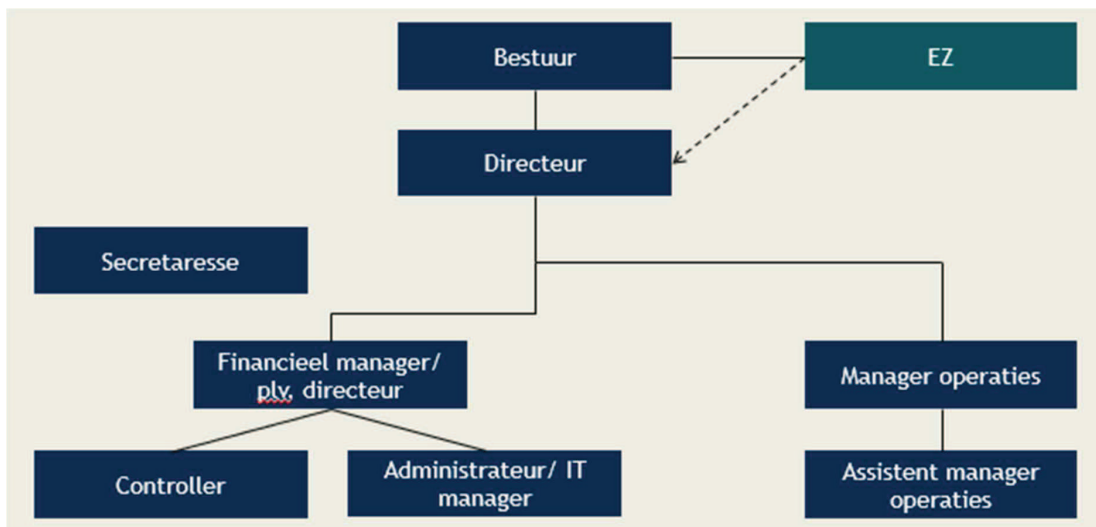 Bestuur
EZ
Directeur
Secretaresse
Financieel manager/
plv, directeur
Manager operaties
Controller
Administrateur/ IT
manager
Assistent manager
operaties